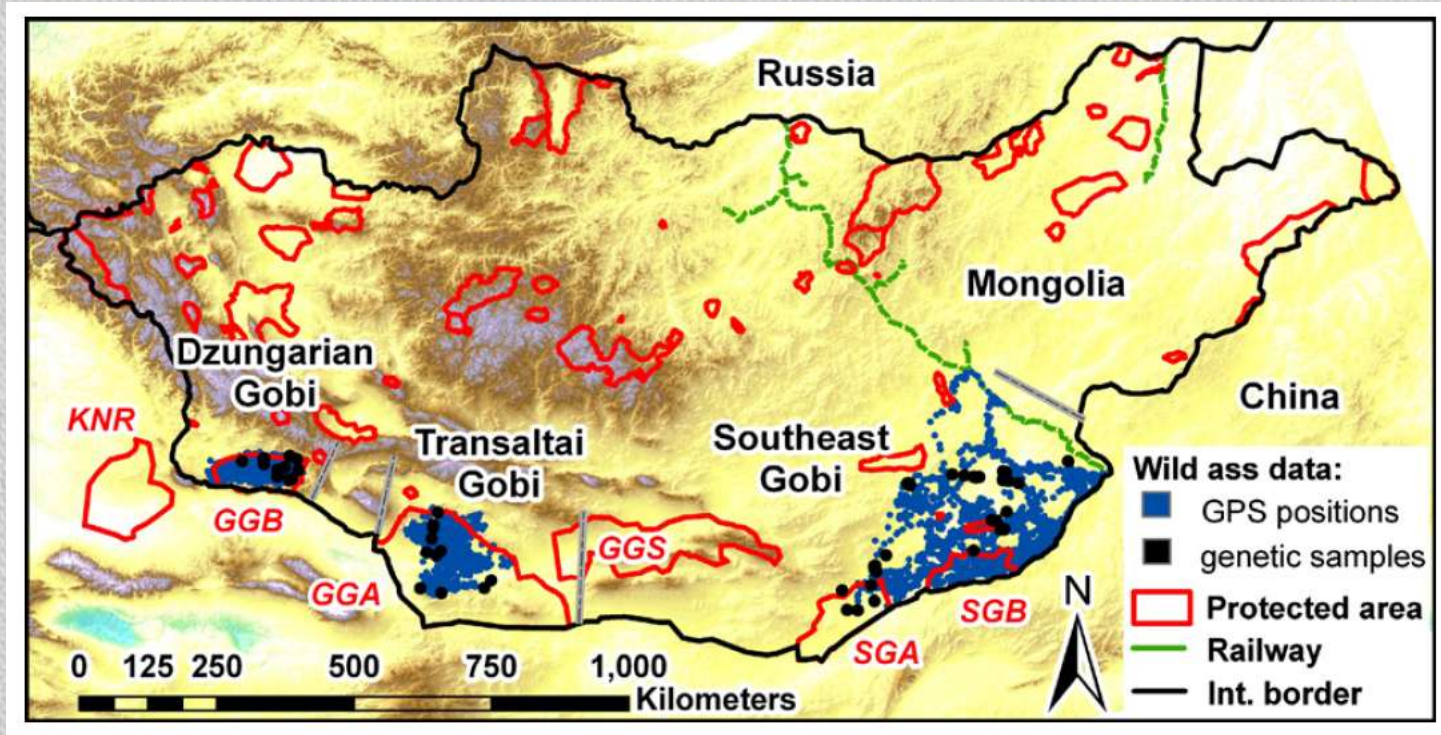 Russia
Mongolia
China
Dzungarian
Gobi
KNR
Transaltai
Gobi
Southeast
Gobi
GGB
GGA
GGS
SGA
SGB
N
0 125 250 500 750 1,000
Kilometers
Wild ass data:
GPS positions
genetic samples
Protected area
Railway
Int. border